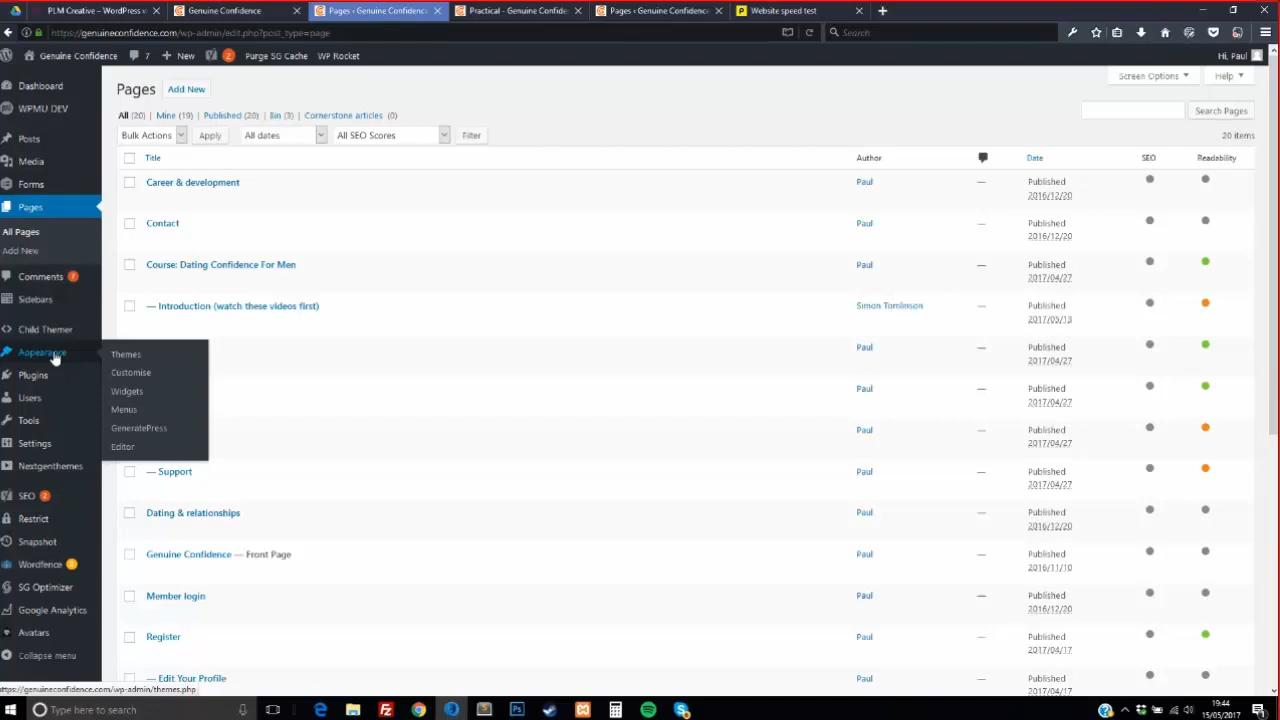 PLM Creative – WordPress v
Genuine Confidence
Pages ‹ Genuine Confidence
Practical - Genuine Confiden
Pages ‹ Genuine Confidenc
Website speed test
https://genuineconfidence.com/wp-admin/edit.php?post_type=page
Search
Genuine Confidence 7 + New 2 Purge SG Cache WP Rocket
Hi, Paul
Dashboard
WPMU DEV
Posts
Media
Forms
Pages
All Pages
Add New
Comments 7
Sidebars
Child Themer
Appearance
Plugins
Users
Tools
Settings
Nextgenthemes
SEO 2
Restrict
Snapshot
Wordfence
SG Optimizer
Google Analytics
Avatars
Collapse menu
Themes
Customise
Widgets
Menus
GeneratePress
Editor
Pages Add New
Screen Options ▼ Help ▼
All (20) | Mine (19) | Published (20) | Bin (3) | Cornerstone articles (0)
Search Pages
Bulk Actions Apply All dates All SEO Scores Filter
20 items
Title Author Date SEO Readability
Career & development Paul — Published
2016/12/20
Contact Paul — Published
2016/12/20
Course: Dating Confidence For Men Paul — Published
2017/04/27
— Introduction (watch these videos first) Simon Tomlinson — Published
2017/05/13
Paul — Published
2017/04/27
Paul — Published
2017/04/27
Paul — Published
2017/04/27
— Support Paul — Published
2017/04/27
Dating & relationships Paul — Published
2016/12/20
Genuine Confidence — Front Page Paul — Published
2016/11/10
Member login Paul — Published
2016/12/20
Register Paul — Published
2017/04/17
— Edit Your Profile Paul — Published
2017/04/17
https://genuineconfidence.com/wp-admin/themes.php
Type here to search
19:44
15/05/2017